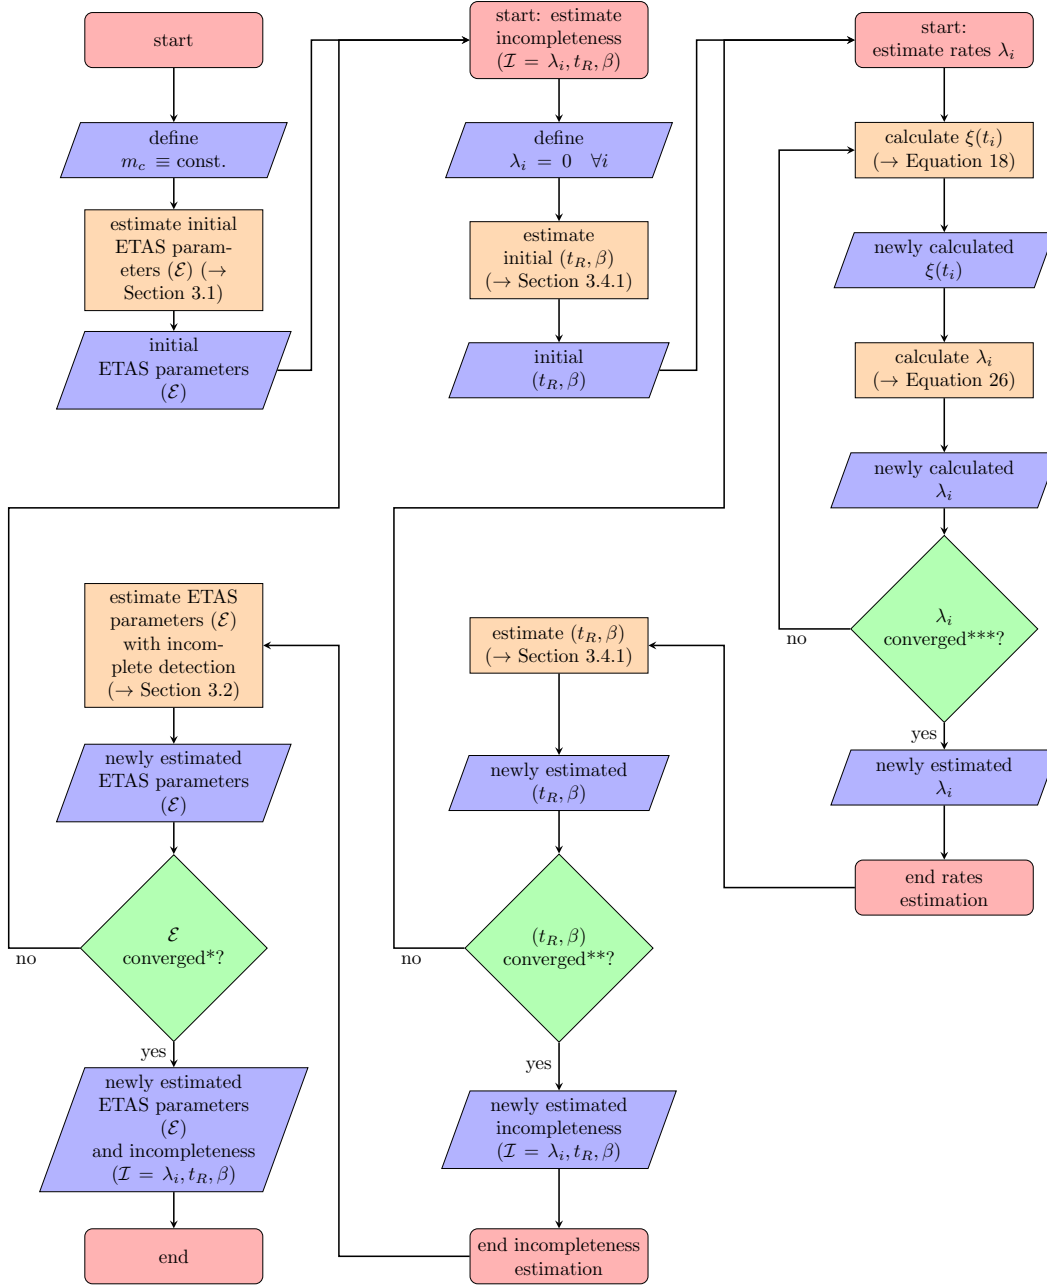 start
define
m_c ≡ const.
estimate initial
ETAS param-
eters (ℰ) (→
Section 3.1)
initial
ETAS parameters
(ℰ)
estimate ETAS
parameters (ℰ)
with incom-
plete detection
(→ Section 3.2)
newly estimated
ETAS parameters
(ℰ)
ℰ
converged*?
no
yes
newly estimated
ETAS parameters
(ℰ)
and incompleteness
(ℐ = λ_i, t_R, β)
end
start: estimate
incompleteness
(ℐ = λ_i, t_R, β)
define
λ_i = 0 ∀i
estimate
initial (t_R, β)
(→ Section 3.4.1)
initial
(t_R, β)
estimate (t_R, β)
(→ Section 3.4.1)
newly estimated
(t_R, β)
(t_R, β)
converged**?
no
yes
newly estimated
incompleteness
(ℐ = λ_i, t_R, β)
end incompleteness
estimation
start:
estimate rates λ_i
calculate ξ(t_i)
(→ Equation 18)
newly calculated
ξ(t_i)
calculate λ_i
(→ Equation 26)
newly calculated
λ_i
λ_i
converged***?
no
yes
newly estimated
λ_i
end rates
estimation